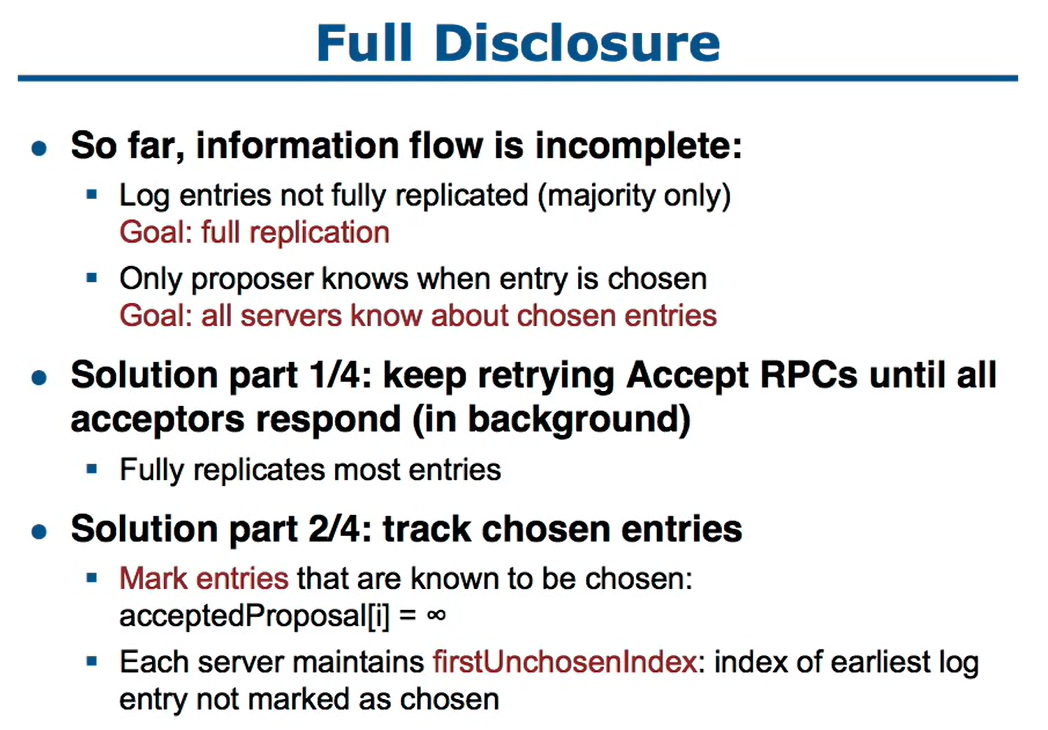 Full Disclosure
So far, information flow is incomplete:
Log entries not fully replicated (majority only)
Goal: full replication
Only proposer knows when entry is chosen
Goal: all servers know about chosen entries
Solution part 1/4: keep retrying Accept RPCs until all
acceptors respond (in background)
Fully replicates most entries
Solution part 2/4: track chosen entries
Mark entries that are known to be chosen:
acceptedProposal[i] = ∞
Each server maintains firstUnchosenIndex: index of earliest log
entry not marked as chosen